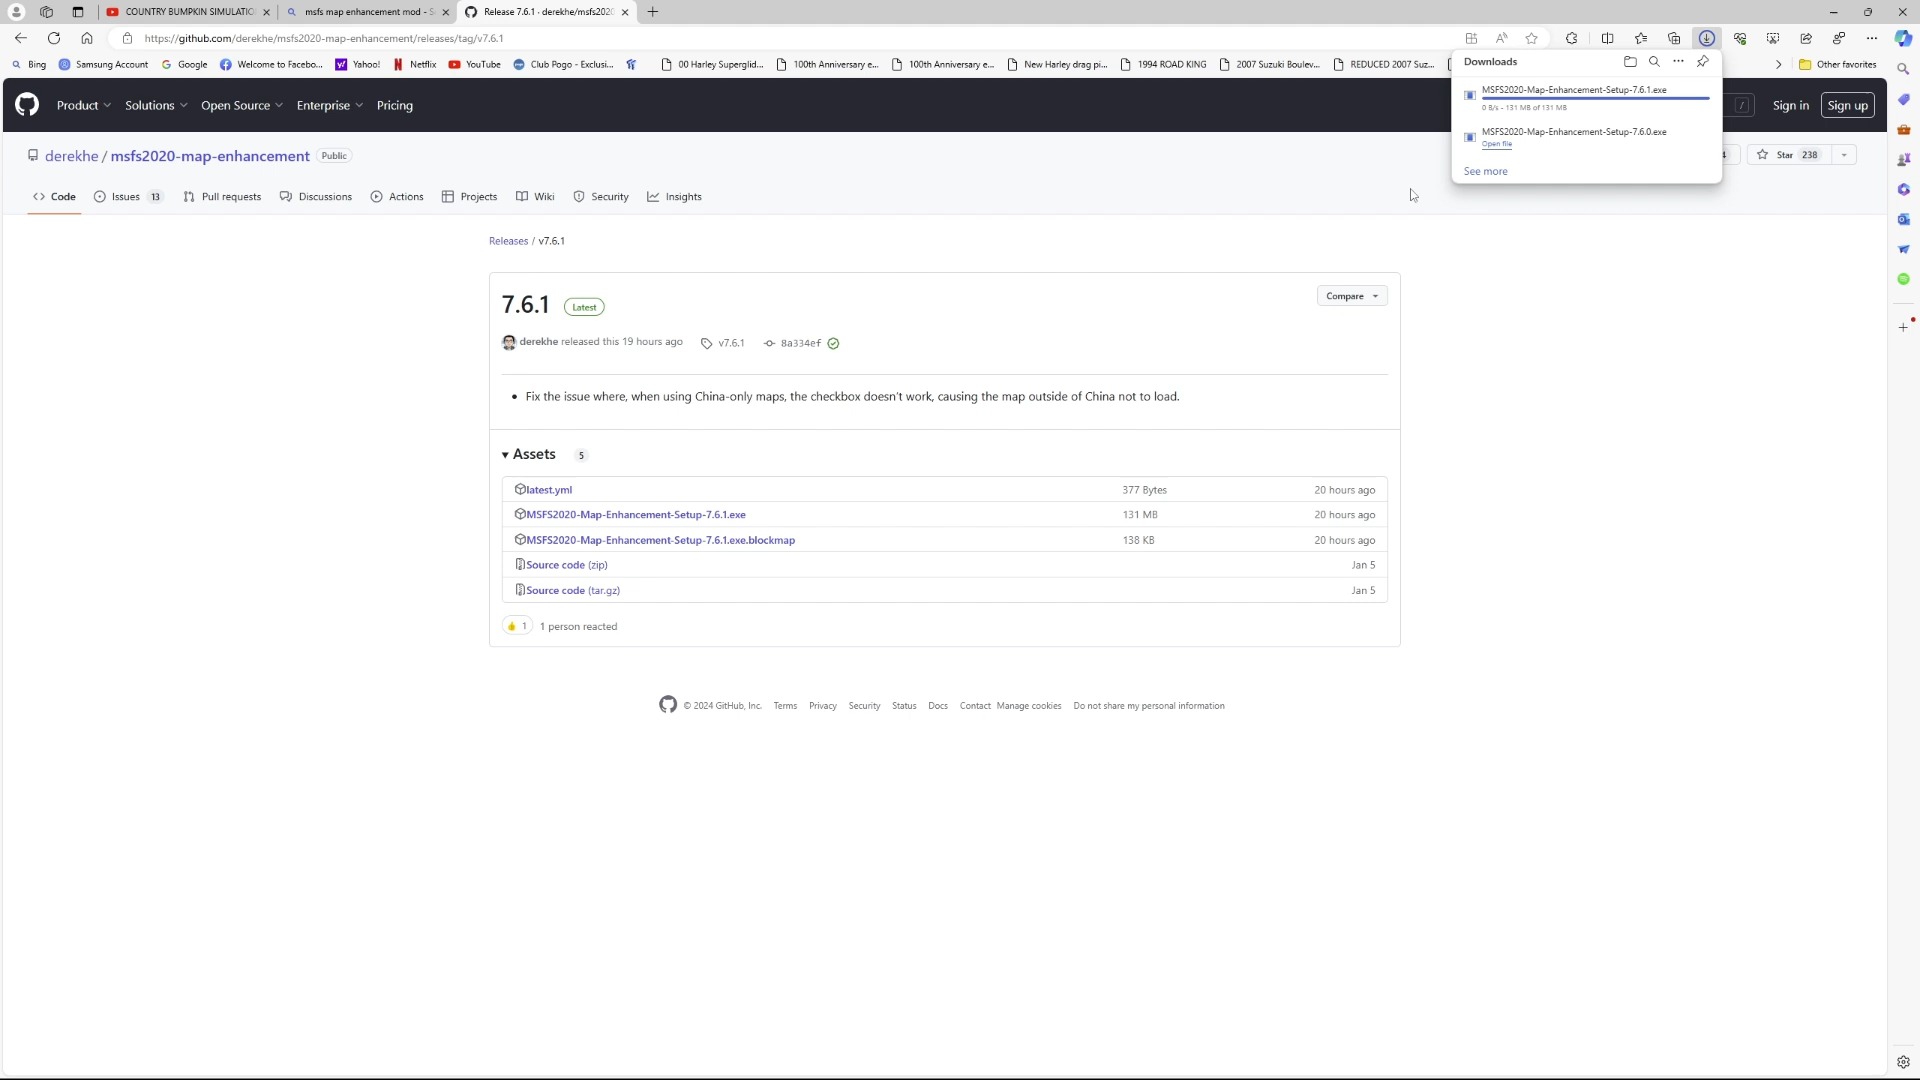 COUNTRY BUMPKIN SIMULATIO
msfs map enhancement mod - S
Release 7.6.1 · derekhe/msfs2020
https://github.com/derekhe/msfs2020-map-enhancement/releases/tag/v7.6.1
Bing
Samsung Account
Google
Welcome to Facebo...
Yahoo!
Netflix
YouTube
Club Pogo - Exclusi...
00 Harley Superglid...
100th Anniversary e...
100th Anniversary e...
New Harley drag pi...
1994 ROAD KING
2007 Suzuki Boulev...
REDUCED 2007 Suz...
Other favorites
Downloads
MSFS2020-Map-Enhancement-Setup-7.6.1.exe
0 B/s - 131 MB of 131 MB
MSFS2020-Map-Enhancement-Setup-7.6.0.exe
Open file
See more
Product
Solutions
Open Source
Enterprise
Pricing
/
Sign in
Sign up
derekhe / msfs2020-map-enhancement Public
4
Star 238
Code
Issues 13
Pull requests
Discussions
Actions
Projects
Wiki
Security
Insights
Releases / v7.6.1
7.6.1 Latest
Compare
derekhe released this 19 hours ago v7.6.1 8a334ef
• Fix the issue where, when using China-only maps, the checkbox doesn't work, causing the map outside of China not to load.
Assets 5
latest.yml 377 Bytes 20 hours ago
MSFS2020-Map-Enhancement-Setup-7.6.1.exe 131 MB 20 hours ago
MSFS2020-Map-Enhancement-Setup-7.6.1.exe.blockmap 138 KB 20 hours ago
Source code (zip) Jan 5
Source code (tar.gz) Jan 5
1 1 person reacted
© 2024 GitHub, Inc. Terms Privacy Security Status Docs Contact Manage cookies Do not share my personal information